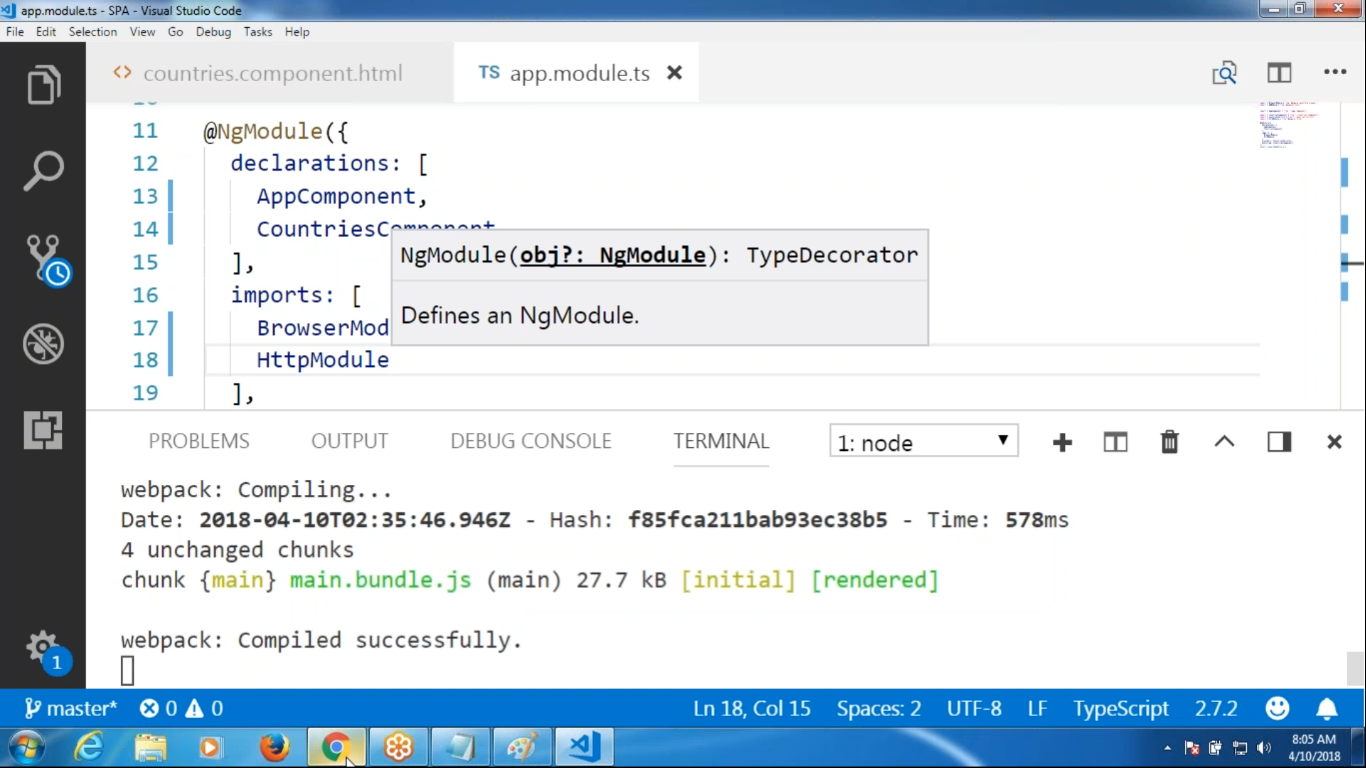 app.module.ts - SPA - Visual Studio Code
File Edit Selection View Go Debug Tasks Help
<> countries.component.html TS app.module.ts
11 @NgModule({
12 declarations: [
13 AppComponent,
14 CountriesComponent
15 ],
16 imports: [
17 BrowserMod
18 HttpModule
19 ],
NgModule(obj?: NgModule): TypeDecorator
Defines an NgModule.
PROBLEMS OUTPUT DEBUG CONSOLE TERMINAL 1: node
webpack: Compiling...
Date: 2018-04-10T02:35:46.946Z - Hash: f85fca211bab93ec38b5 - Time: 578ms
4 unchanged chunks
chunk {main} main.bundle.js (main) 27.7 kB [initial] [rendered]
webpack: Compiled successfully.
1
master* 0 0 Ln 18, Col 15 Spaces: 2 UTF-8 LF TypeScript 2.7.2
8:05 AM
4/10/2018